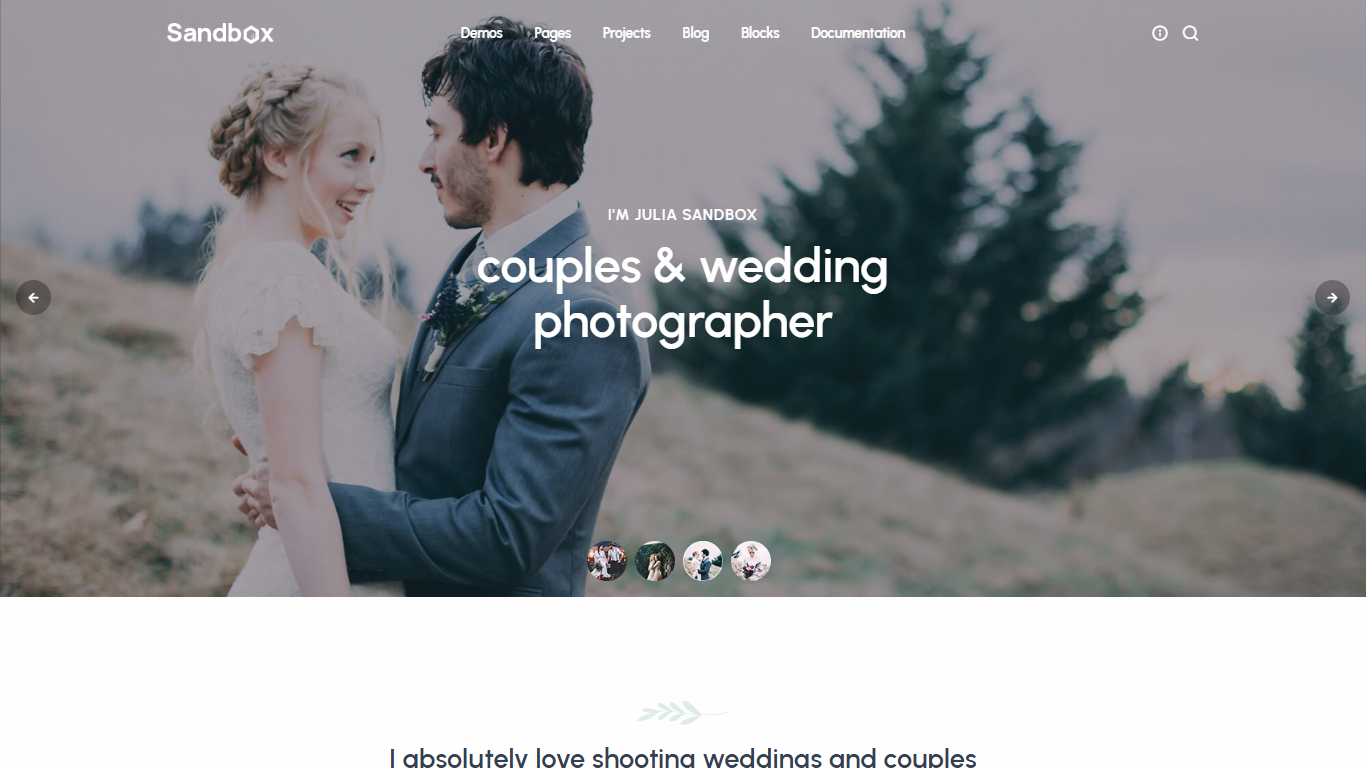 Sandbox
Demos Pages Projects Blog Blocks Documentation
I'M JULIA SANDBOX
couples & wedding
photographer
I absolutely love shooting weddings and couples